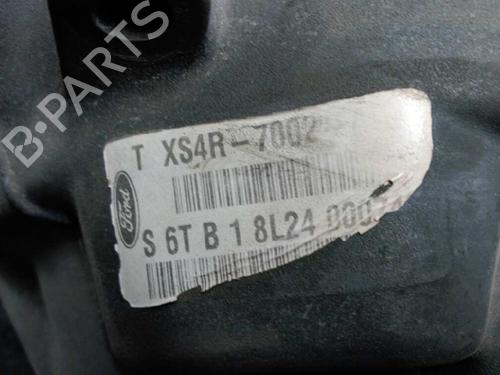 B-PARTS
T XS4R-7002
Ford
S 6T B 1 8L24